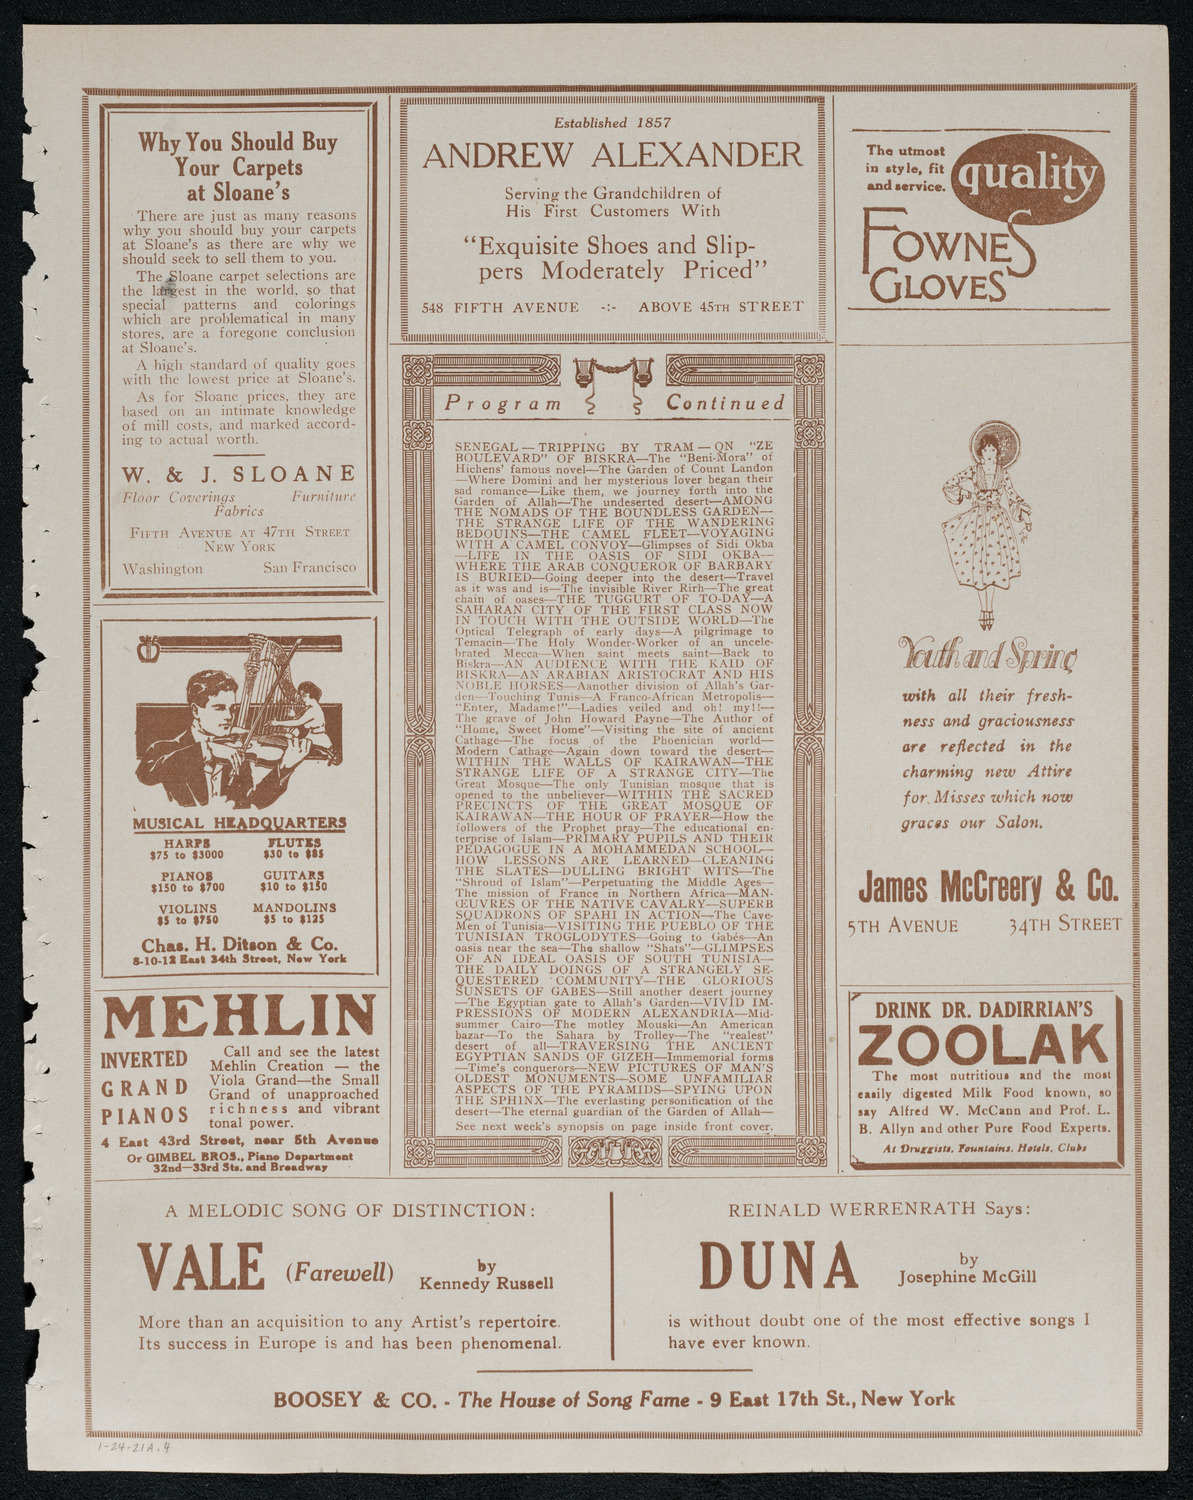 Why You Should Buy
Your Carpets
at Sloane's
There are just as many reasons
why you should buy your carpets
at Sloane's as there are why we
should seek to sell them to you.
The Sloane carpet selections are
the largest in the world, so that
special patterns and colorings
which are problematical in many
stores, are a foregone conclusion
at Sloane's.
A high standard of quality goes
with the lowest price at Sloane's.
As for Sloane prices, they are
based on an intimate knowledge
of mill costs, and marked accord-
ing to actual worth.
W. & J. SLOANE
Floor Coverings Furniture
Fabrics
FIFTH AVENUE AT 47TH STREET
NEW YORK
Washington San Francisco
MUSICAL HEADQUARTERS
HARPS FLUTES
$75 to $3000 $30 to $85
PIANOS GUITARS
$150 to $700 $10 to $150
VIOLINS MANDOLINS
$5 to $750 $5 to $125
Chas. H. Ditson & Co.
8-10-12 East 34th Street, New York
MEHLIN
INVERTED
GRAND
PIANOS
Call and see the latest
Mehlin Creation — the
Viola Grand—the Small
Grand of unapproached
richness and vibrant
tonal power.
4 East 43rd Street, near 5th Avenue
Or GIMBEL BROS., Piano Department
32nd—33rd Sts. and Broadway
Established 1857
ANDREW ALEXANDER
Serving the Grandchildren of
His First Customers With
"Exquisite Shoes and Slip-
pers Moderately Priced"
548 FIFTH AVENUE -:- ABOVE 45TH STREET
Program Continued
SENEGAL—TRIPPING BY TRAM—ON "ZE
BOULEVARD" OF BISKRA—The "Beni-Mora" of
Hichens' famous novel—The Garden of Count Landon
—Where Domini and her mysterious lover began their
sad romance—Like them, we journey forth into the
Garden of Allah—The undeserted desert—AMONG
THE NOMADS OF THE BOUNDLESS GARDEN—
THE STRANGE LIFE OF THE WANDERING
BEDOUINS—THE CAMEL FLEET—VOYAGING
WITH A CAMEL CONVOY—Glimpses of Sidi Okba
—LIFE IN THE OASIS OF SIDI OKBA—
WHERE THE ARAB CONQUEROR OF BARBARY
IS BURIED—Going deeper into the desert—Travel
as it was and is—The invisible River Rirh—The great
chain of oases—THE TUGGURT OF TO-DAY—A
SAHARAN CITY OF THE FIRST CLASS NOW
IN TOUCH WITH THE OUTSIDE WORLD—The
Optical Telegraph of early days—A pilgrimage to
Temacin—The Holy Wonder-Worker of an uncele-
brated Mecca—When saint meets saint—Back to
Biskra—AN AUDIENCE WITH THE KAID OF
BISKRA—AN ARABIAN ARISTOCRAT AND HIS
NOBLE HORSES—Aanother division of Allah's Gar-
den—Touching Tunis—A Franco-African Metropolis—
"Enter, Madame!"—Ladies veiled and oh! my!!—
The grave of John Howard Payne—The Author of
"Home, Sweet Home"—Visiting the site of ancient
Cathage—The focus of the Phoenician world—
Modern Cathage—Again down toward the desert—
WITHIN THE WALLS OF KAIRAWAN—THE
STRANGE LIFE OF A STRANGE CITY—The
Great Mosque—The only Tunisian mosque that is
opened to the unbeliever—WITHIN THE SACRED
PRECINCTS OF THE GREAT MOSQUE OF
KAIRAWAN—THE HOUR OF PRAYER—How the
followers of the Prophet pray—The educational en-
terprise of Islam—PRIMARY PUPILS AND THEIR
PEDAGOGUE IN A MOHAMMEDAN SCHOOL—
HOW LESSONS ARE LEARNED—CLEANING
THE SLATES—DULLING BRIGHT WITS—The
"Shroud of Islam"—Perpetuating the Middle Ages—
The mission of France in Northern Africa—MAN-
ŒUVRES OF THE NATIVE CAVALRY—SUPERB
SQUADRONS OF SPAHI IN ACTION—The Cave-
Men of Tunisia—VISITING THE PUEBLO OF THE
TUNISIAN TROGLODYTES—Going to Gabés—An
oasis near the sea—The shallow "Shats"—GLIMPSES
OF AN IDEAL OASIS OF SOUTH TUNISIA—
THE DAILY DOINGS OF A STRANGELY SE-
QUESTERED COMMUNITY—THE GLORIOUS
SUNSETS OF GABES—Still another desert journey
—The Egyptian gate to Allah's Garden—VIVID IM-
PRESSIONS OF MODERN ALEXANDRIA—Mid-
summer Cairo—The motley Mouski—An American
bazar—To the Sahara by Trolley—The "realest"
desert of all—TRAVERSING THE ANCIENT
EGYPTIAN SANDS OF GIZEH—Immemorial forms
—Time's conquerors—NEW PICTURES OF MAN'S
OLDEST MONUMENTS—SOME UNFAMILIAR
ASPECTS OF THE PYRAMIDS—SPYING UPON
THE SPHINX—The everlasting personification of the
desert—The eternal guardian of the Garden of Allah—
See next week's synopsis on page inside front cover.
The utmost
in style, fit
and service.
quality
FOWNES
GLOVES
Youth and Spring
with all their fresh-
ness and graciousness
are reflected in the
charming new Attire
for Misses which now
graces our Salon.
James McCreery & Co.
5TH AVENUE 34TH STREET
DRINK DR. DADIRRIAN'S
ZOOLAK
The most nutritious and the most
easily digested Milk Food known, so
say Alfred W. McCann and Prof. L.
B. Allyn and other Pure Food Experts.
At Druggists, Fountains, Hotels, Clubs
A MELODIC SONG OF DISTINCTION:
VALE (Farewell) by
Kennedy Russell
More than an acquisition to any Artist's repertoire.
Its success in Europe is and has been phenomenal.
REINALD WERRENRATH Says:
DUNA by
Josephine McGill
is without doubt one of the most effective songs I
have ever known.
BOOSEY & CO. - The House of Song Fame - 9 East 17th St., New York
1-24-21A.4